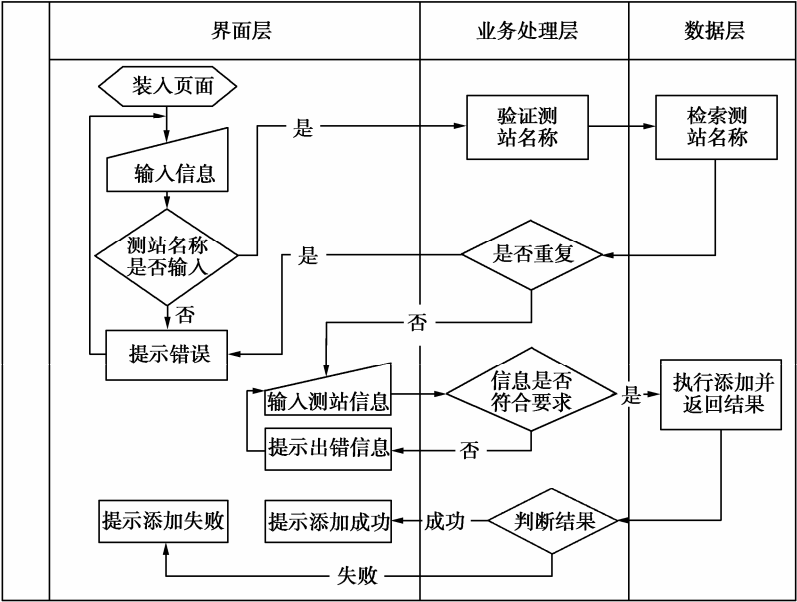 界面层
业务处理层
数据层
装入页面
输入信息
是
验证测
站名称
检索测
站名称
测站名称
是否输入
是
是否重复
否
提示错误
否
输入测站信息
信息是否
符合要求
是
执行添加并
返回结果
提示出错信息
否
提示添加失败
提示添加成功
成功
判断结果
失败